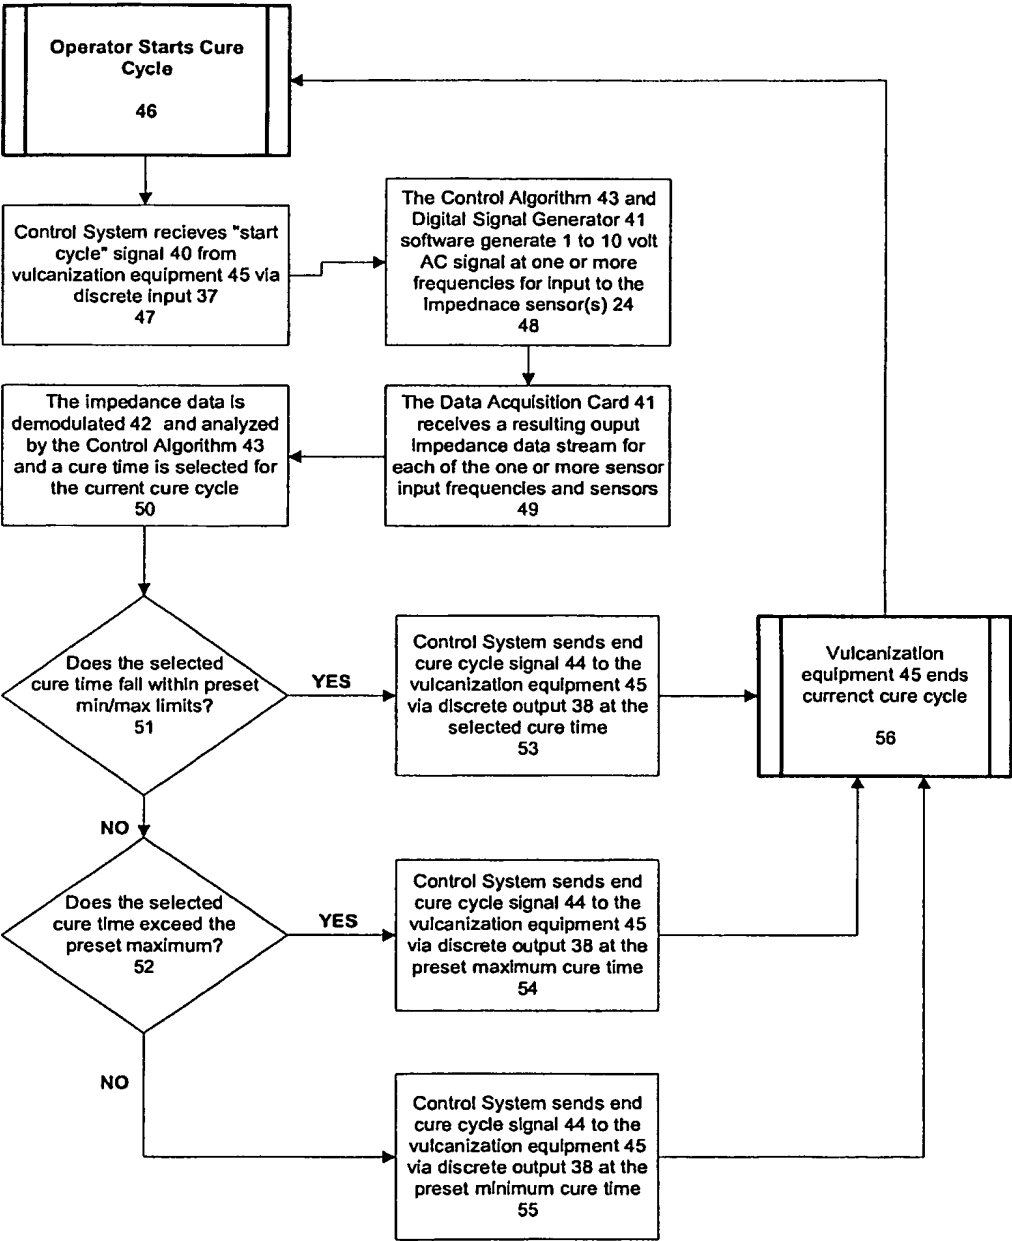 Operator Starts Cure
Cycle
46
Control System recieves "start
cycle" signal 40 from
vulcanization equipment 45 via
discrete input 37
47
The Control Algorithm 43 and
Digital Signal Generator 41
software generate 1 to 10 volt
AC signal at one or more
frequencies for input to the
Impednace sensor(s) 24
48
The impedance data is
demodulated 42 and analyzed
by the Control Algorithm 43
and a cure time is selected for
the current cure cycle
50
The Data Acquisition Card 41
receives a resulting ouput
impedance data stream for
each of the one or more sensor
input frequencies and sensors
49
Does the selected
cure time fall within preset
min/max limits?
51
YES
Control System sends end
cure cycle signal 44 to the
vulcanization equipment 45
via discrete output 38 at the
selected cure time
53
Vulcanization
equipment 45 ends
currenct cure cycle
56
NO
Does the selected
cure time exceed the
preset maximum?
52
YES
Control System sends end
cure cycle signal 44 to the
vulcanization equipment 45
via discrete output 38 at the
preset maximum cure time
54
NO
Control System sends end
cure cycle signal 44 to the
vulcanization equipment 45
via discrete output 38 at the
preset minimum cure time
55